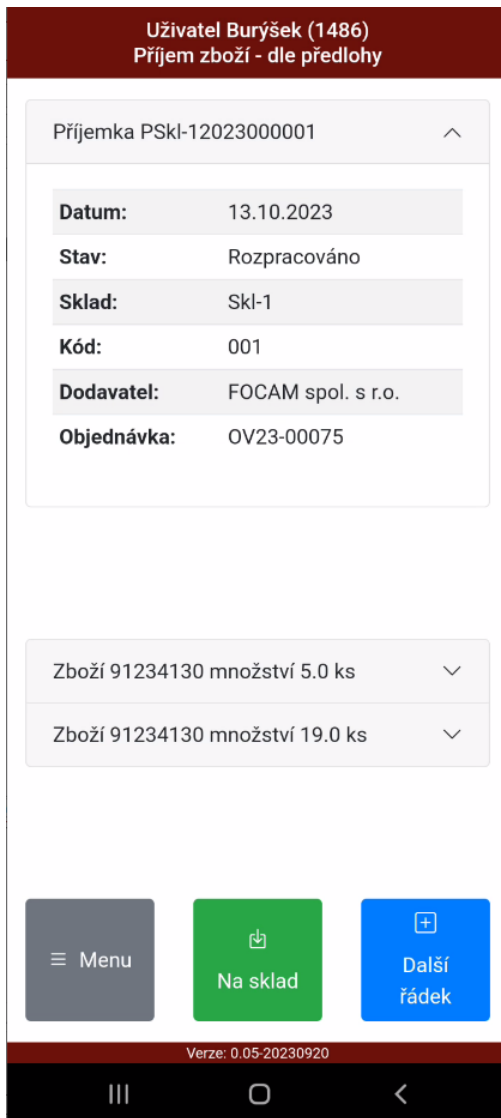 Uživatel Burýšek (1486)
Příjem zboží - dle předlohy
Příjemka PSkl-12023000001
Datum: 13.10.2023
Stav: Rozpracováno
Sklad: Skl-1
Kód: 001
Dodavatel: FOCAM spol. s r.o.
Objednávka: OV23-00075
Zboží 91234130 množství 5.0 ks
Zboží 91234130 množství 19.0 ks
Menu
Na sklad
Další
řádek
Verze: 0.05-20230920